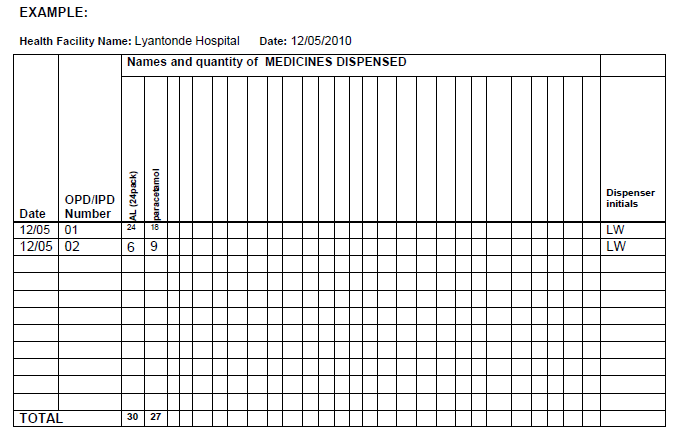 EXAMPLE:
Health Facility Name: Lyantonde Hospital Date: 12/05/2010
Names and quantity of MEDICINES DISPENSED
Date OPD/IPD Number AL (24pack) paracetamol Dispenser initials
12/05 01 24 18 LW
12/05 02 6 9 LW
TOTAL 30 27